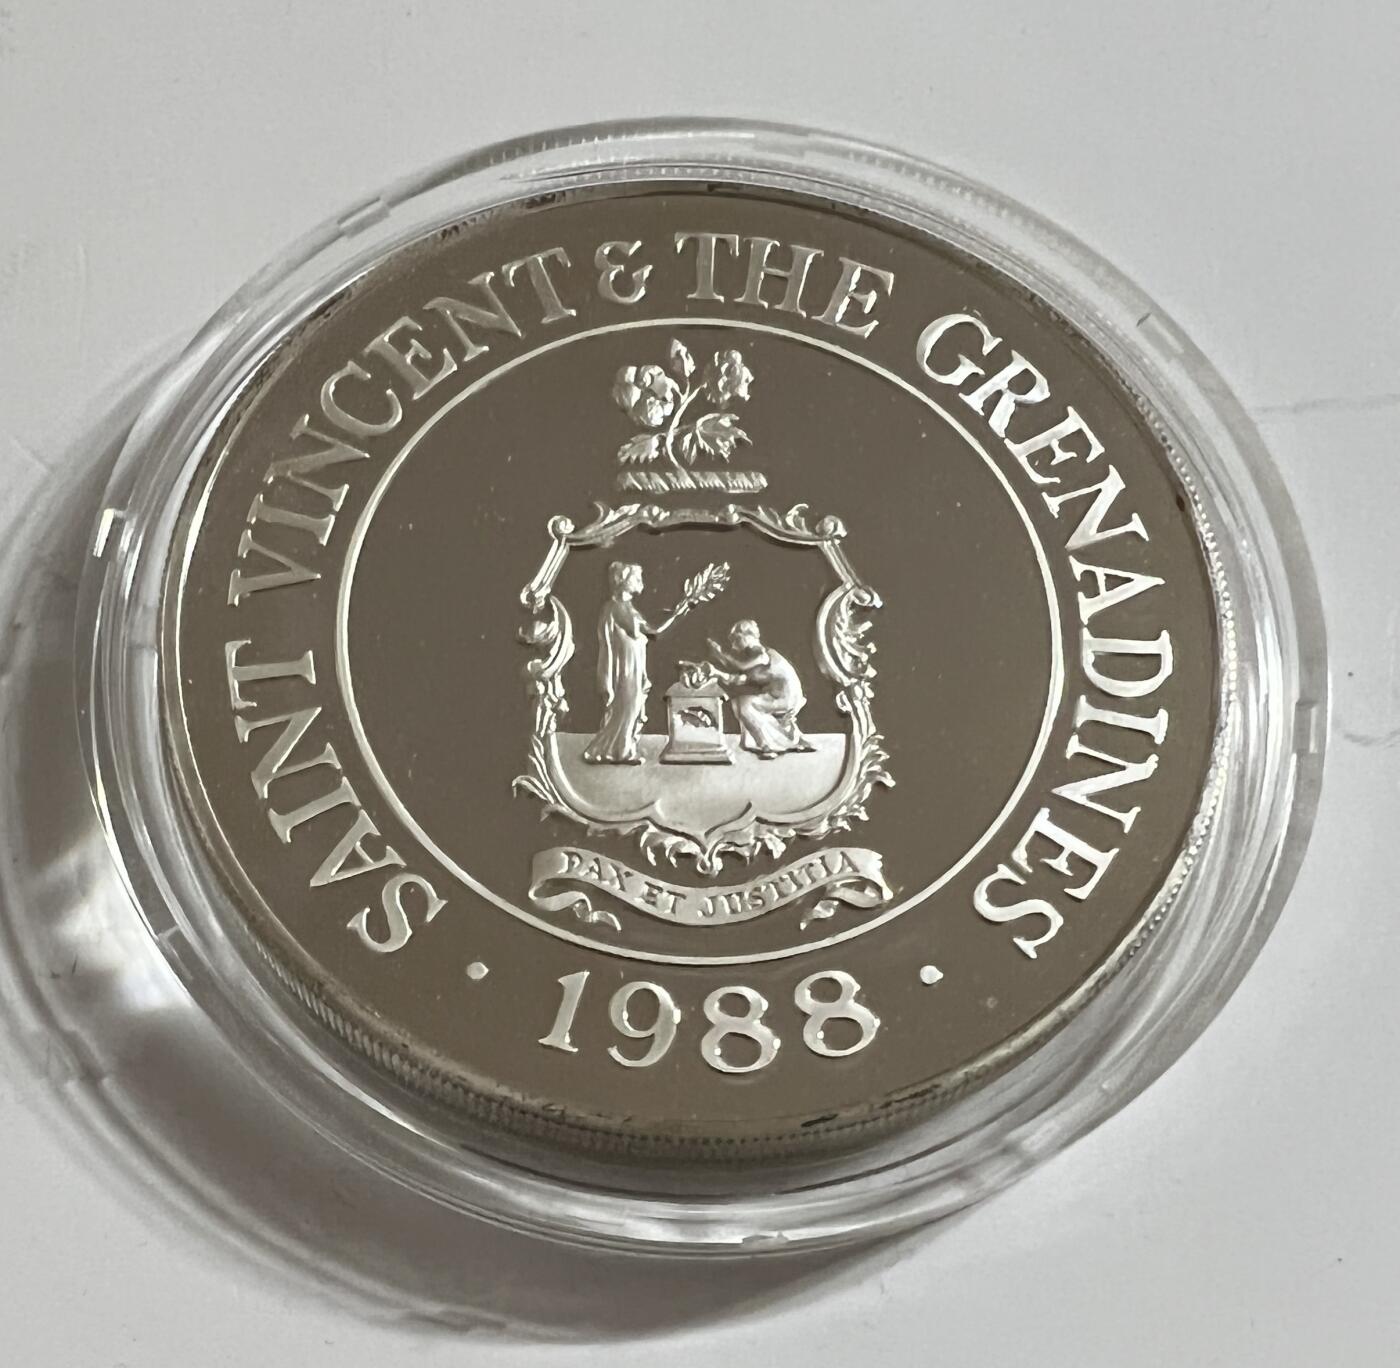 SAINT VINCENT & THE GRENADINES
PAX ET JUSTITIA
· 1988 ·